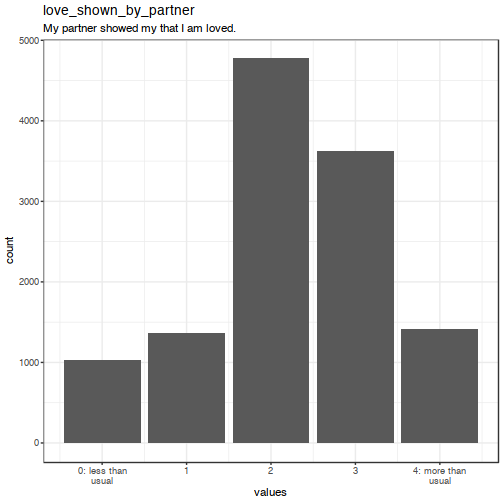 love_shown_by_partner
My partner showed my that I am loved.
5000
4000
3000
2000
1000
0
count
0: less than
usual
1
2
3
4: more than
usual
values